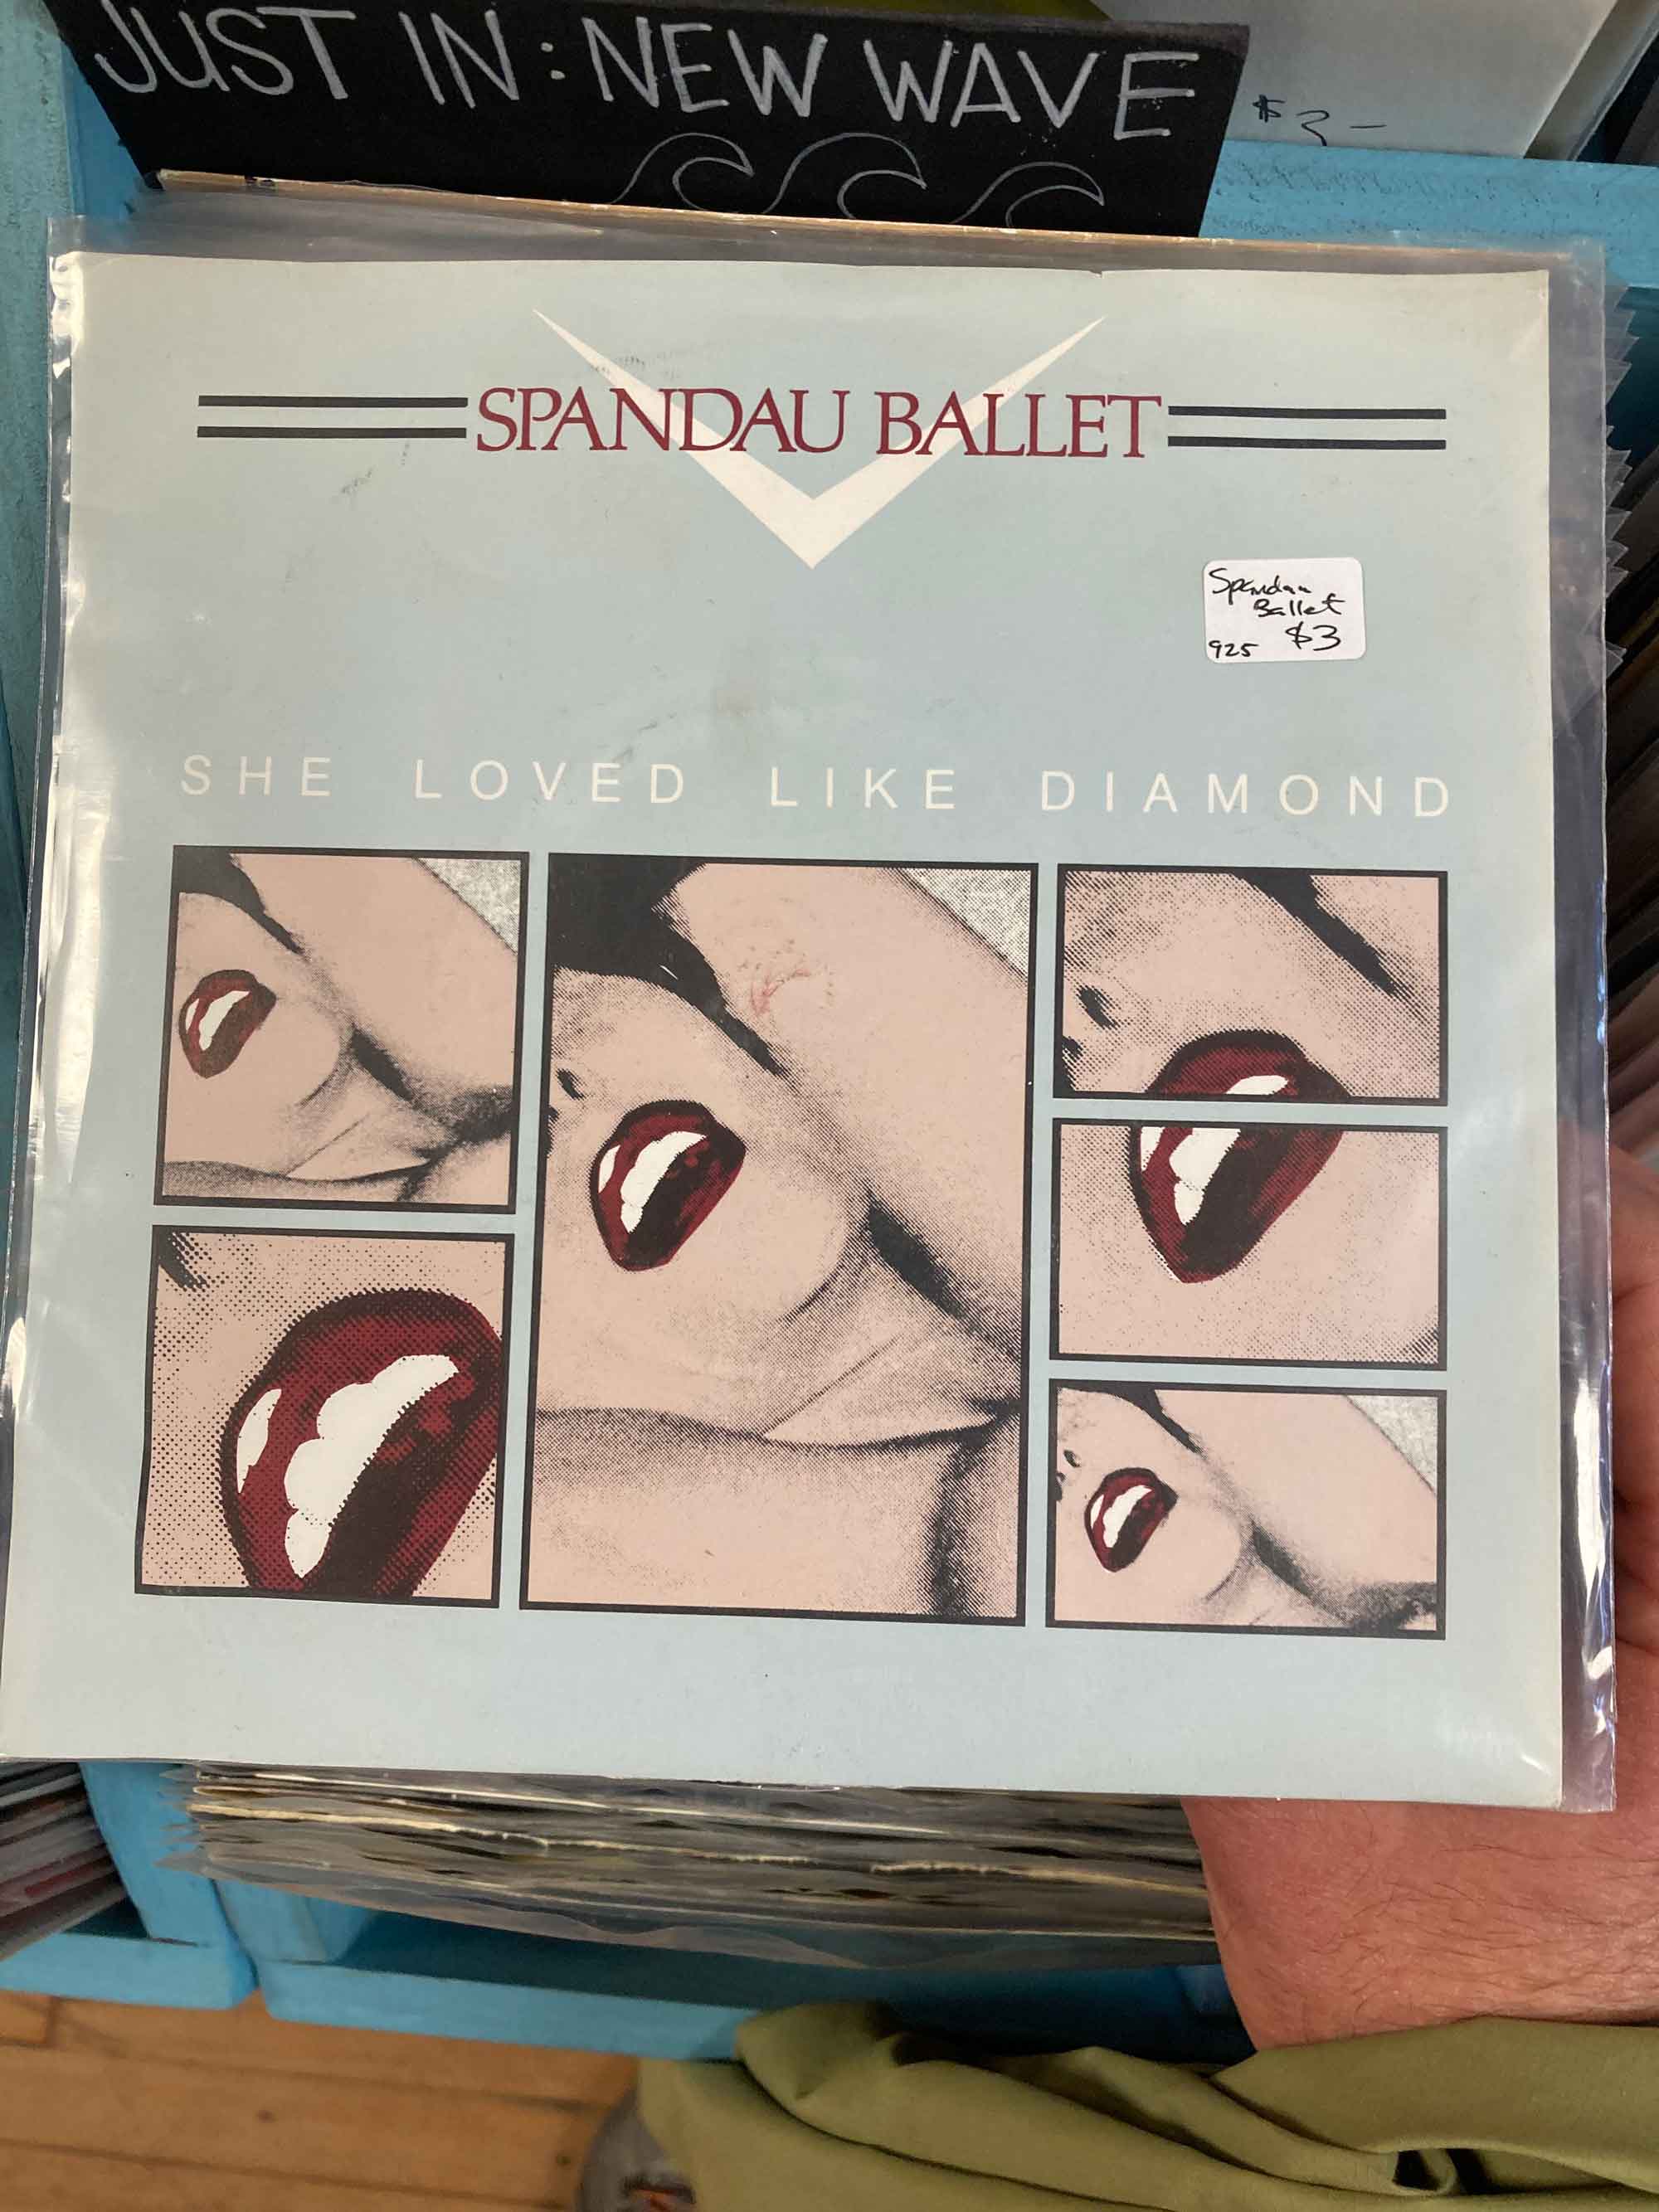 JUST IN: NEW WAVE
$3-
SPANDAU BALLET
Spandau
Ballet
925 $3
SHE LOVED LIKE DIAMOND